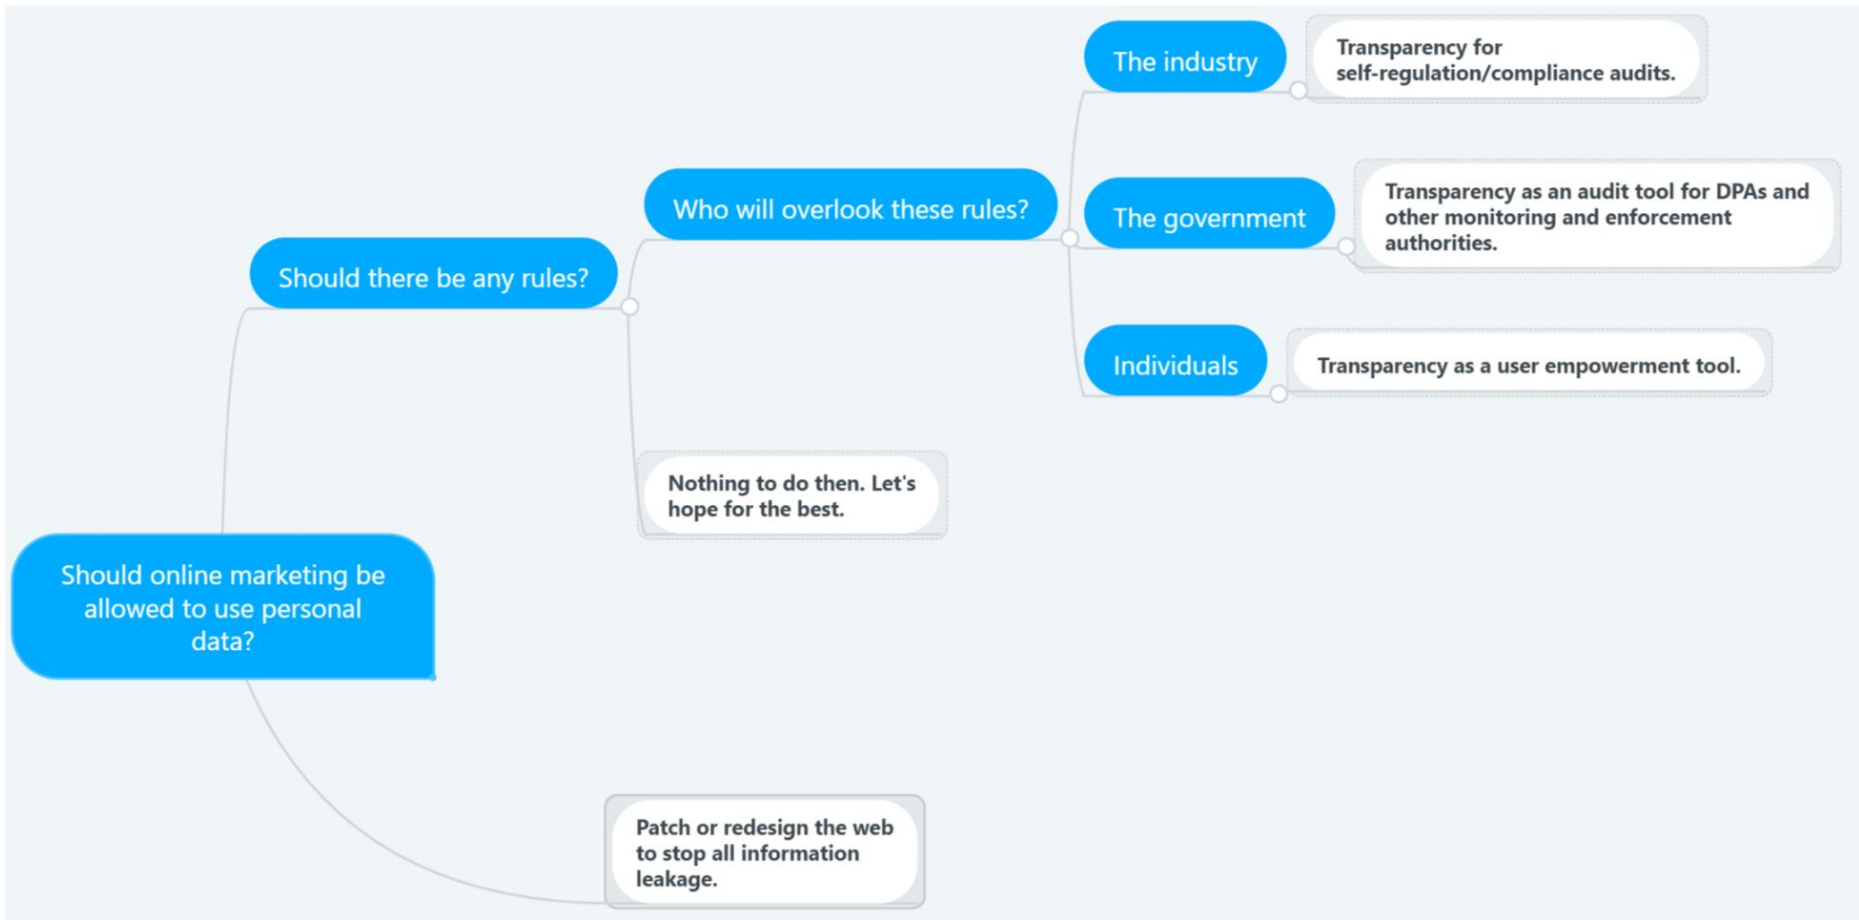 The industry
Transparency for
self-regulation/compliance audits.
Who will overlook these rules?
The government
Transparency as an audit tool for DPAs and
other monitoring and enforcement
authorities.
Should there be any rules?
Individuals
Transparency as a user empowerment tool.
Nothing to do then. Let's
hope for the best.
Should online marketing be
allowed to use personal
data?
Patch or redesign the web
to stop all information
leakage.